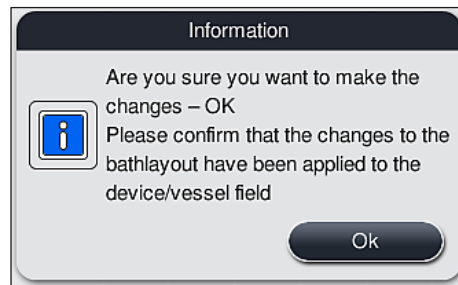 Information
Are you sure you want to make the
changes – OK
Please confirm that the changes to the
bathlayout have been applied to the
device/vessel field
i
Ok